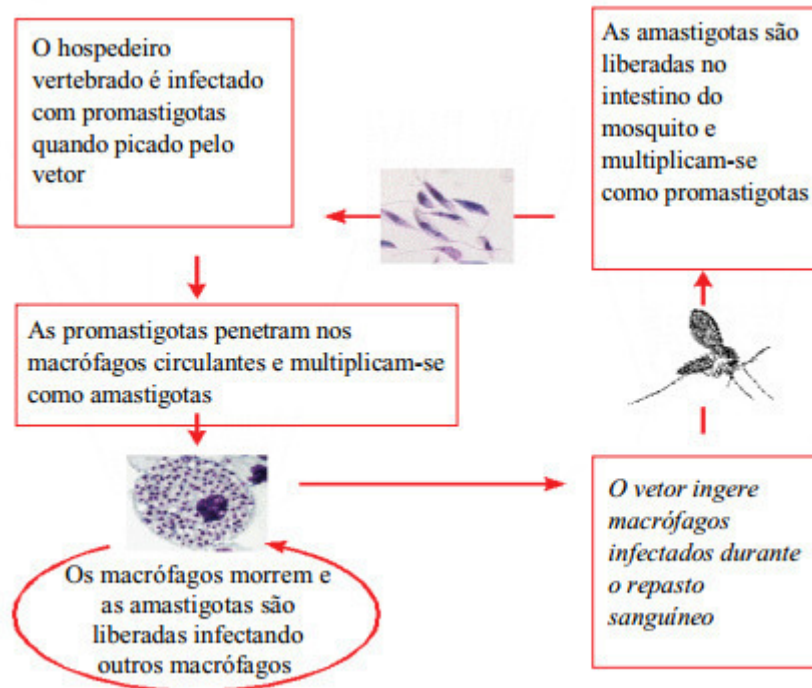 O hospedeiro
vertebrado é infectado
com promastigotas
quando picado pelo
vetor
As promastigotas penetram nos
macrófagos circulantes e multiplicam-se
como amastigotas
Os macrófagos morrem e
as amastigotas são
liberadas infectando
outros macrófagos
O vetor ingere
macrófagos
infectados durante
o repasto
sanguíneo
As amastigotas são
liberadas no
intestino do
mosquito e
multiplicam-se
como promastigotas